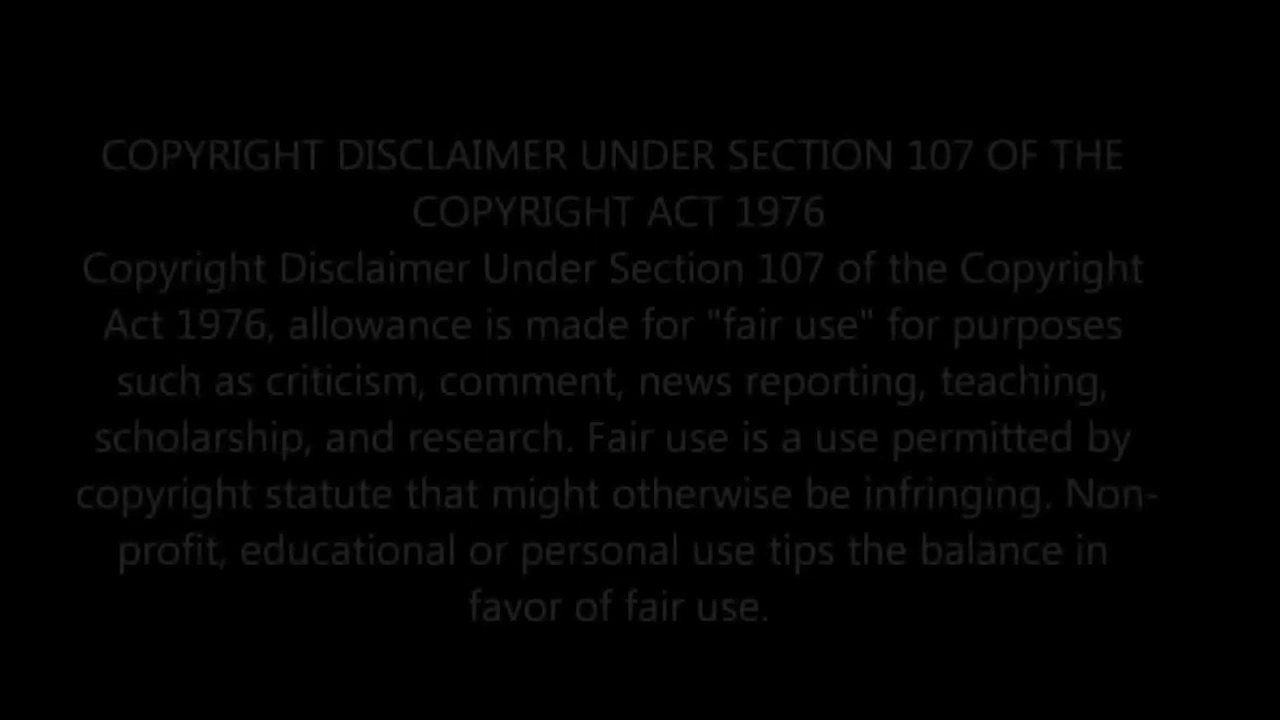 COPYRIGHT DISCLAIMER UNDER SECTION 107 OF THE
COPYRIGHT ACT 1976
Copyright Disclaimer Under Section 107 of the Copyright
Act 1976, allowance is made for "fair use" for purposes
such as criticism, comment, news reporting, teaching,
scholarship, and research. Fair use is a use permitted by
copyright statute that might otherwise be infringing. Non-
profit, educational or personal use tips the balance in
favor of fair use.